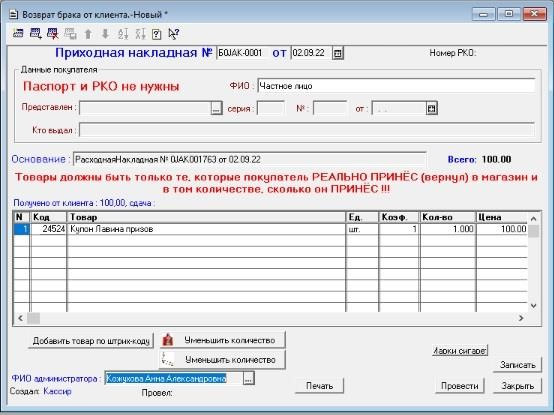 Возврат брака от клиента.-Новый *
Приходная накладная № Б0JAK-0001 от 02.09.22 Номер РКО:
Данные покупателя
Паспорт и РКО не нужны ФИО : Частное лицо
Представлен : ... серия : № : от : . .
Кто выдал :
Основание : РасходнаяНакладная № 0JAK001763 от 02.09.22 Всего: 100.00
Товары должны быть только те, которые покупатель РЕАЛЬНО ПРИНЁС (вернул) в магазин и
в том количестве, сколько он ПРИНЁС !!!
Получено от клиента : 100,00, сдача :
N Код Товар Ед. Коэф. Кол-во Цена
1 24524 Купон Лавина призов шт. 1 1.000 100.00
Добавить товар по штрих-коду Уменьшить количество
Уменьшить количество
Марки сигарет
Записать
ФИО администратора : Кожухова Анна Александровна ...
Создал: Кассир Провел: Печать Провести Закрыть